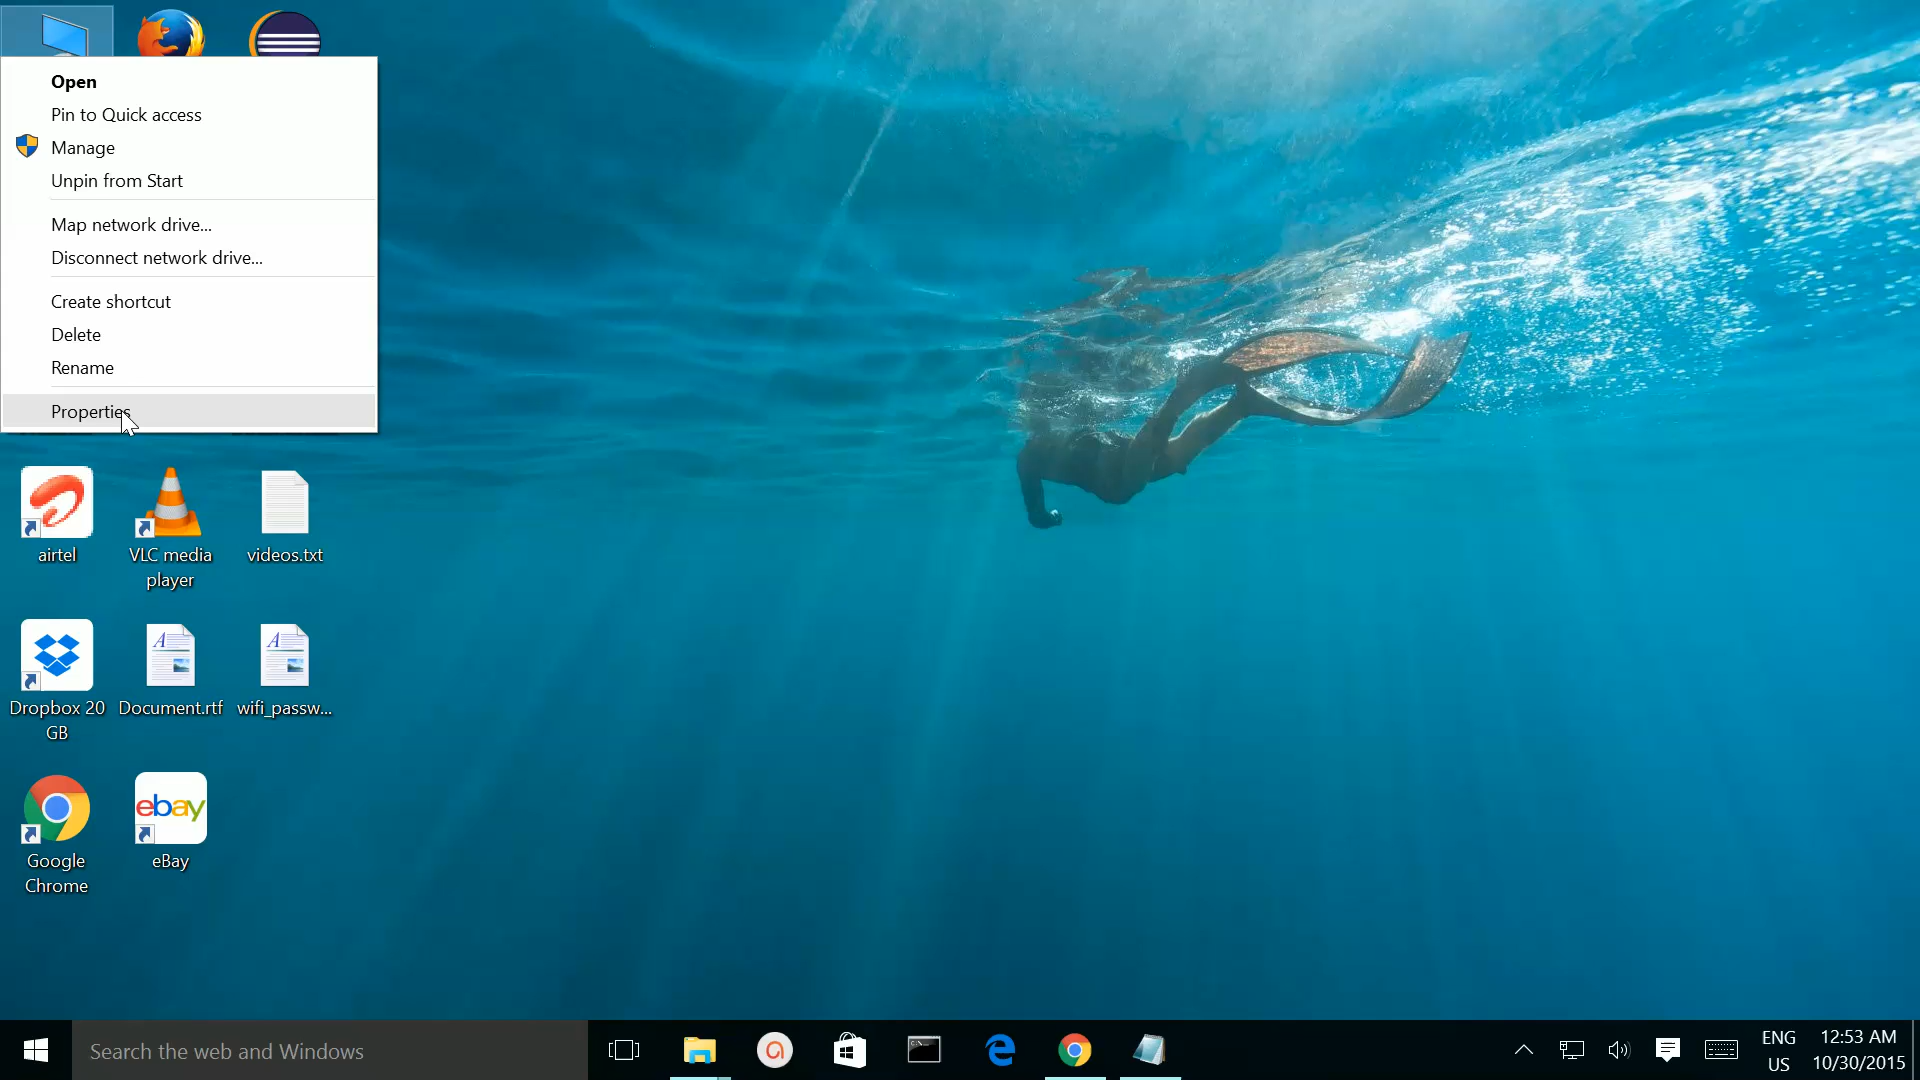 Open
Pin to Quick access
Manage
Unpin from Start
Map network drive...
Disconnect network drive...
Create shortcut
Delete
Rename
Properties
airtel
VLC media
player
videos.txt
Dropbox 20
GB
Document.rtf
wifi_passw...
Google
Chrome
ebay
eBay
Search the web and Windows
ENG
US
12:53 AM
10/30/2015